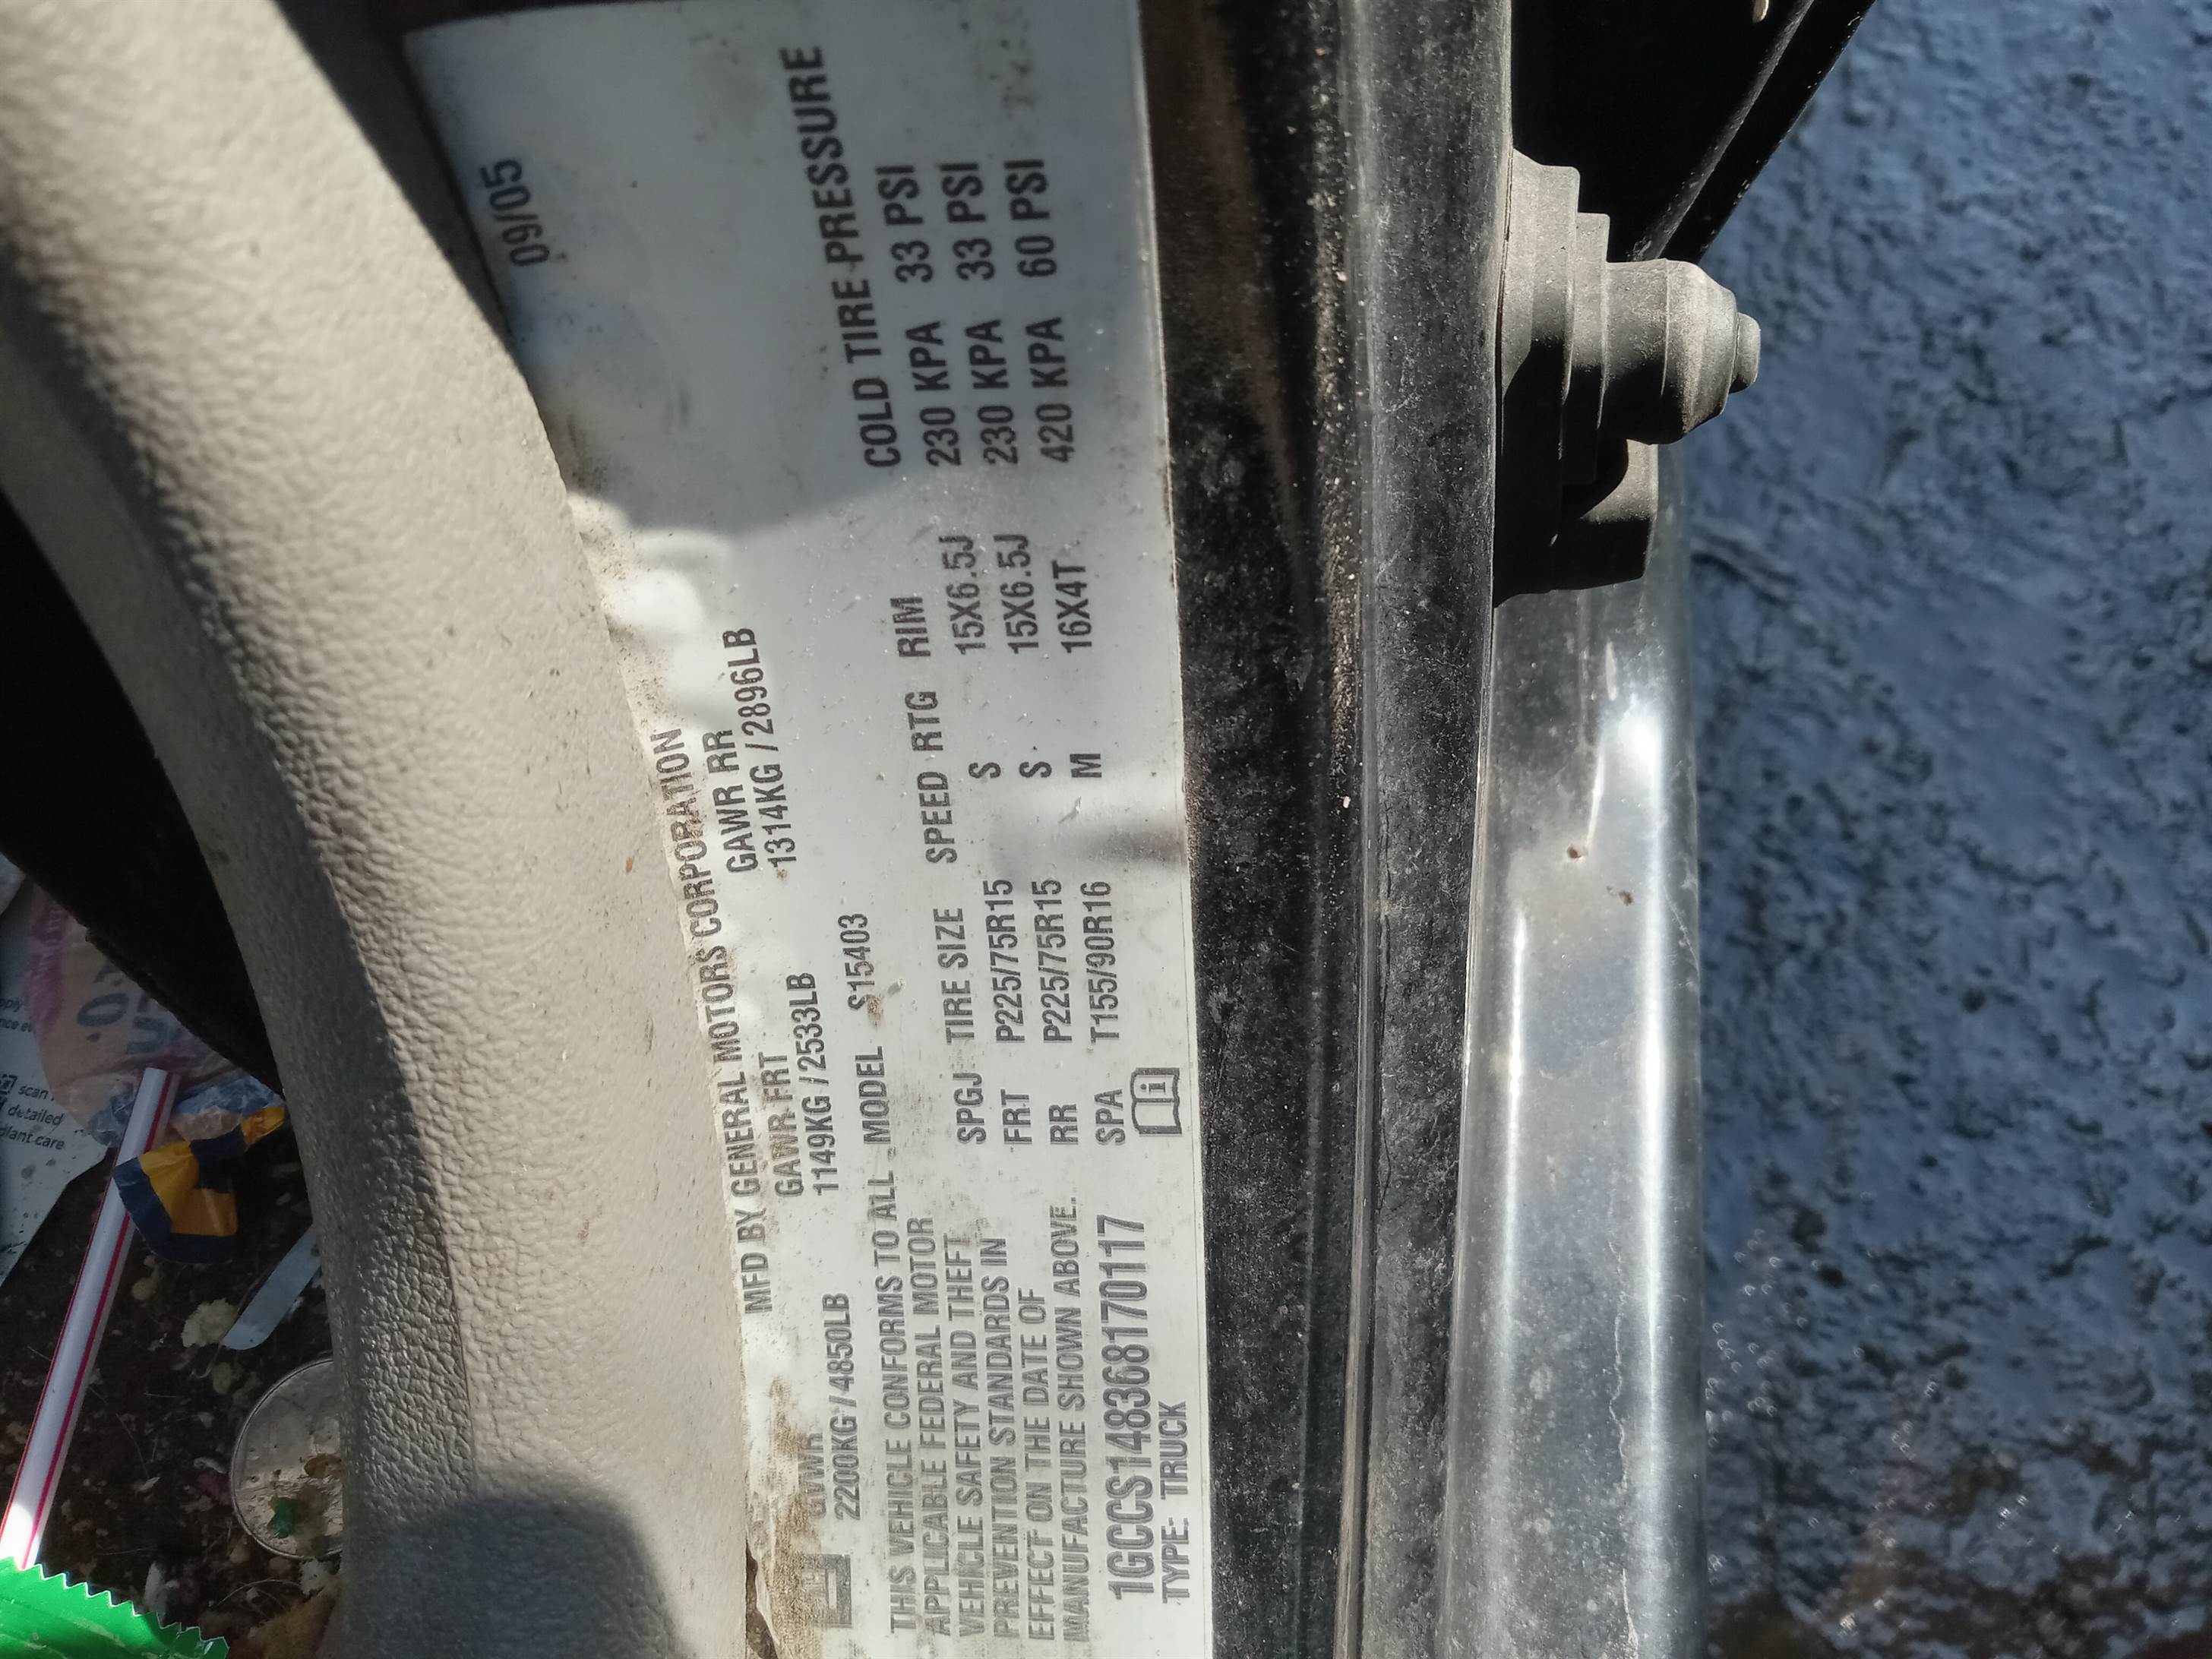 09/05
MFD BY GENERAL MOTORS CORPORATION
GVWR GAWR FRT GAWR RR
2200KG / 4850LB 1149KG / 2533LB 1314KG / 2896LB
THIS VEHICLE CONFORMS TO ALL MODEL S15403
APPLICABLE FEDERAL MOTOR
VEHICLE SAFETY AND THEFT
PREVENTION STANDARDS IN
EFFECT ON THE DATE OF
MANUFACTURE SHOWN ABOVE.
SPGJ TIRE SIZE SPEED RTG RIM COLD TIRE PRESSURE
FRT P225/75R15 S 15X6.5J 230 KPA 33 PSI
RR P225/75R15 S 15X6.5J 230 KPA 33 PSI
SPA T155/90R16 M 16X4T 420 KPA 60 PSI
1GCCS148368170117
TYPE: TRUCK
scan
detailed
plant care